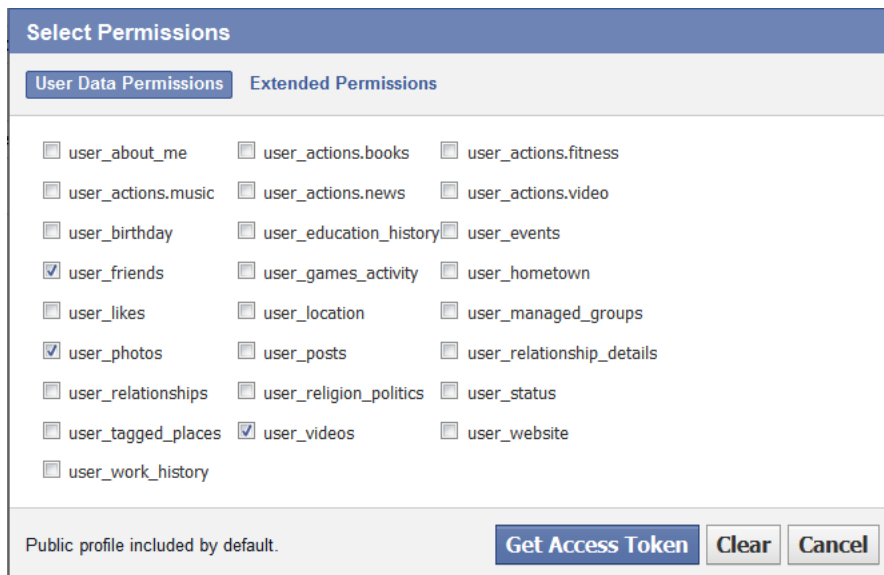 Select Permissions
User Data Permissions Extended Permissions
user_about_me user_actions.books user_actions.fitness
user_actions.music user_actions.news user_actions.video
user_birthday user_education_history user_events
user_friends user_games_activity user_hometown
user_likes user_location user_managed_groups
user_photos user_posts user_relationship_details
user_relationships user_religion_politics user_status
user_tagged_places user_videos user_website
user_work_history
Public profile included by default. Get Access Token Clear Cancel